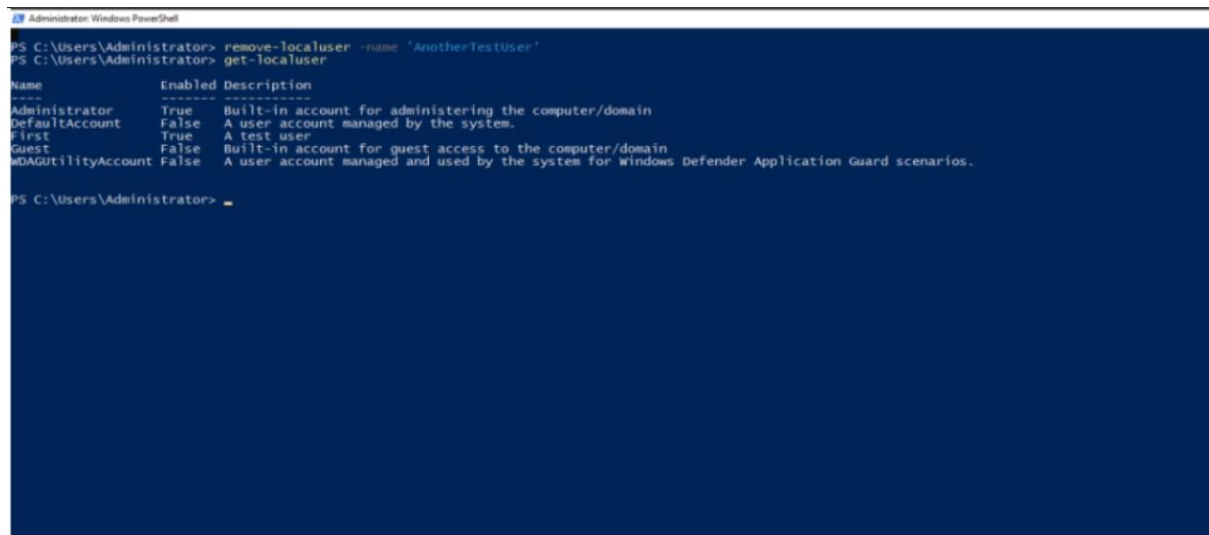 Administrator: Windows PowerShell
PS C:\Users\Administrator> remove-localuser -name 'AnotherTestUser'
PS C:\Users\Administrator> get-localuser
Name Enabled Description
---- ------- -----------
Administrator True Built-in account for administering the computer/domain
DefaultAccount False A user account managed by the system.
First True A test user
Guest False Built-in account for guest access to the computer/domain
WDAGUtilityAccount False A user account managed and used by the system for Windows Defender Application Guard scenarios.
PS C:\Users\Administrator> _